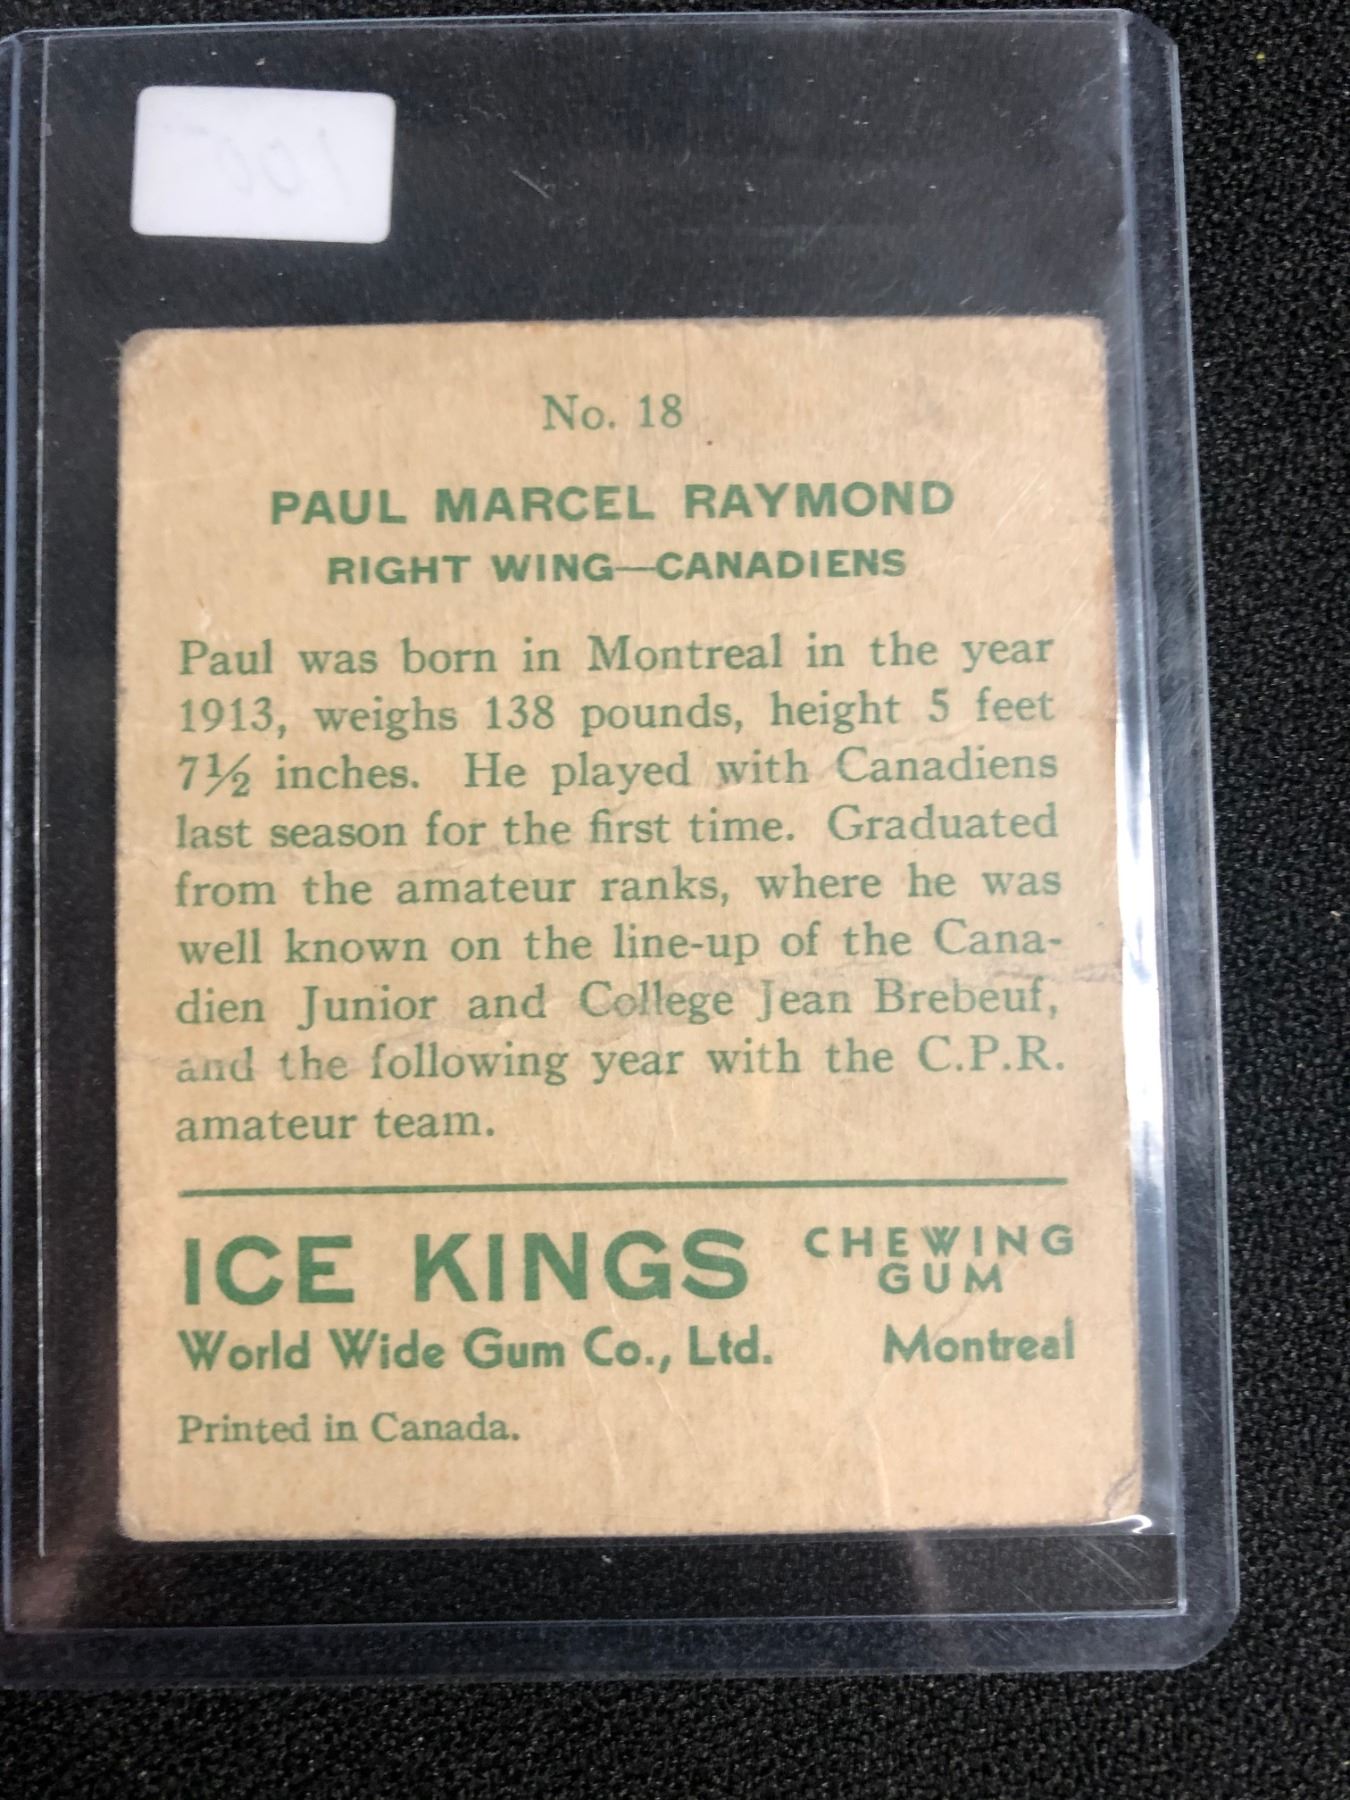 No. 18
PAUL MARCEL RAYMOND
RIGHT WING—CANADIENS
Paul was born in Montreal in the year
1913, weighs 138 pounds, height 5 feet
7½ inches. He played with Canadiens
last season for the first time. Graduated
from the amateur ranks, where he was
well known on the line-up of the Cana-
dien Junior and College Jean Brebeuf,
and the following year with the C.P.R.
amateur team.
ICE KINGS CHEWING GUM
World Wide Gum Co., Ltd. Montreal
Printed in Canada.